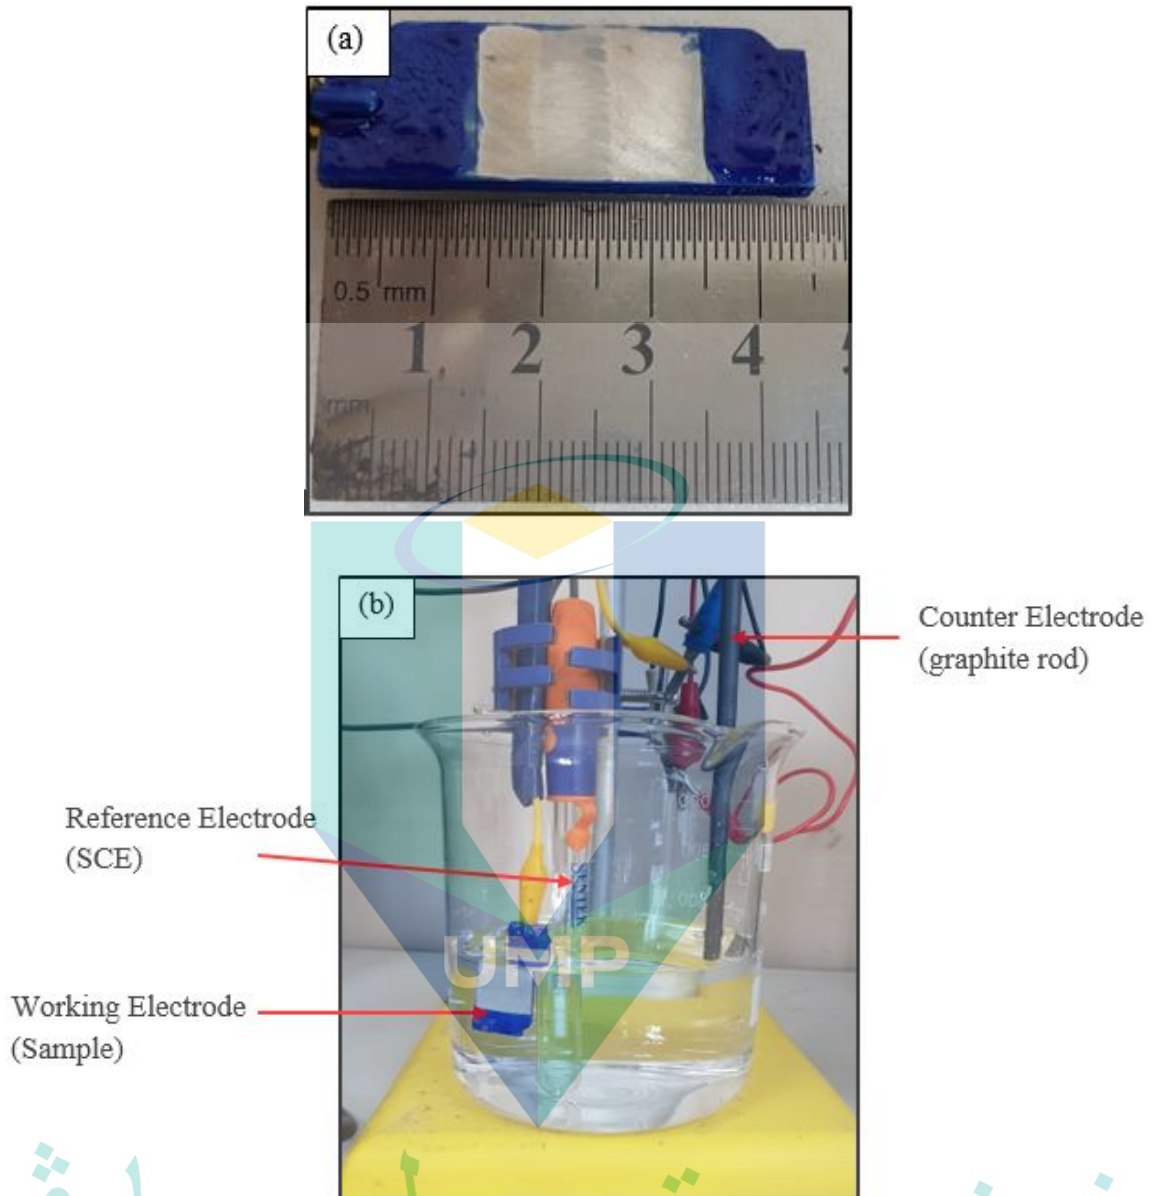 (a)
0.5 mm
1 2 3 4
mm
(b)
Counter Electrode
(graphite rod)
Reference Electrode
(SCE)
SENTEK
UMP
Working Electrode
(Sample)